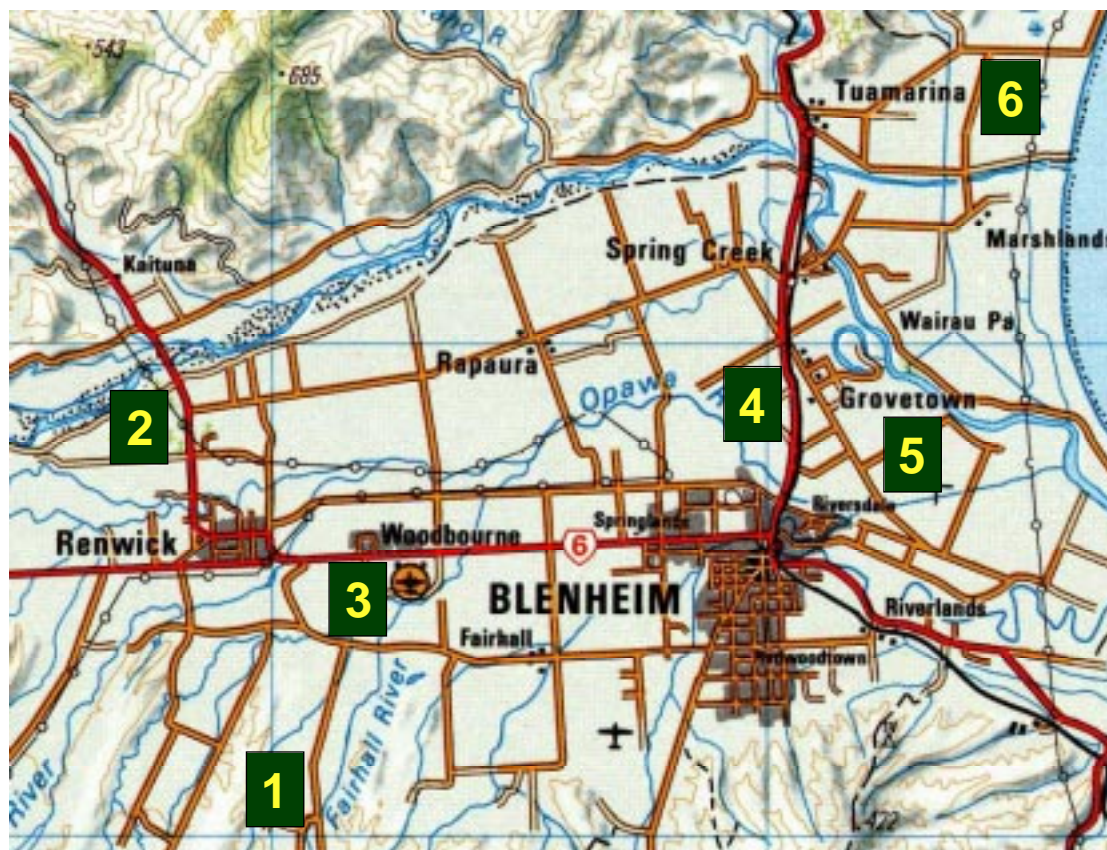 543
685
600
Tuamarina
6
Marshlands
Spring Creek
Kaituna
Wairau Pa
Rapaura
Opawa
R
2
4
Grovetown
5
Riversdale
Springlands
Renwick
Woodbourne
6
3
BLENHEIM
Riverlands
Fairhall
Redwoodtown
Fairhall River
1
River
422